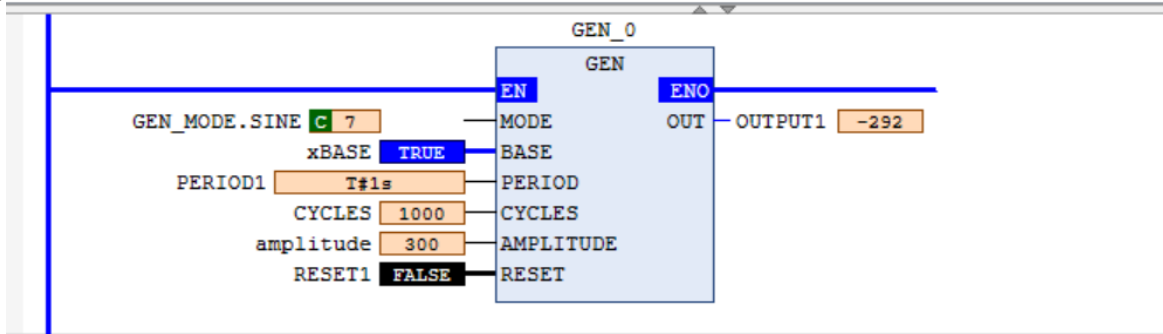 GEN_0
GEN
EN ENO
GEN_MODE.SINE C 7 MODE OUT OUTPUT1 -292
xBASE TRUE BASE
PERIOD1 T#1s PERIOD
CYCLES 1000 CYCLES
amplitude 300 AMPLITUDE
RESET1 FALSE RESET